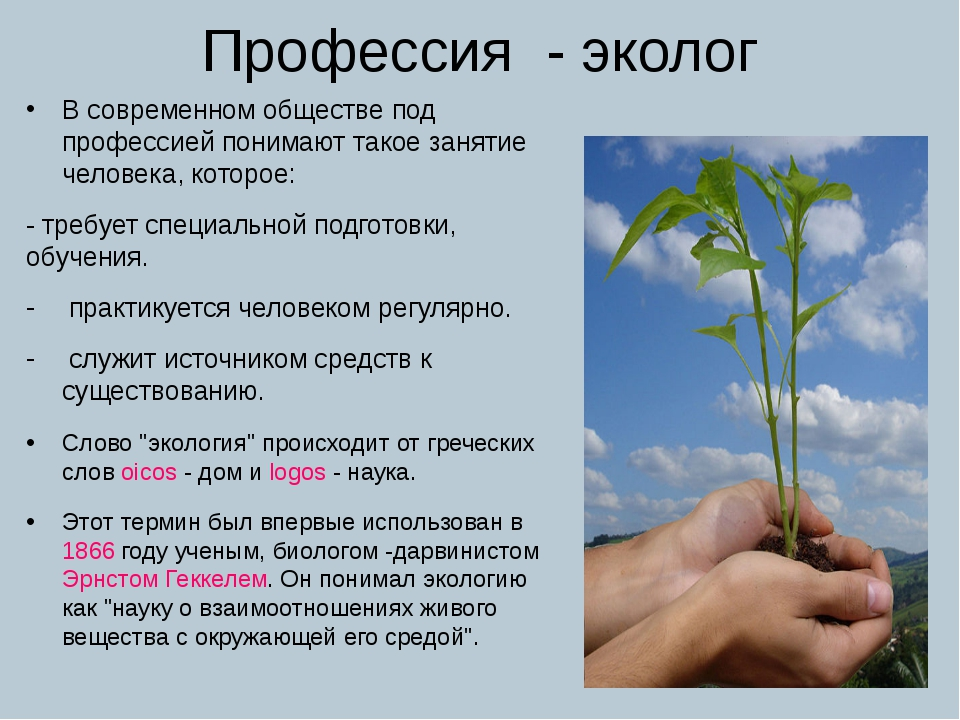 Профессия - эколог
• В современном обществе под
профессией понимают такое занятие
человека, которое:
- требует специальной подготовки,
обучения.
- практикуется человеком регулярно.
- служит источником средств к
существованию.
• Слово "экология" происходит от греческих
слов oicos - дом и logos - наука.
• Этот термин был впервые использован в
1866 году ученым, биологом -дарвинистом
Эрнстом Геккелем. Он понимал экологию
как "науку о взаимоотношениях живого
вещества с окружающей его средой".